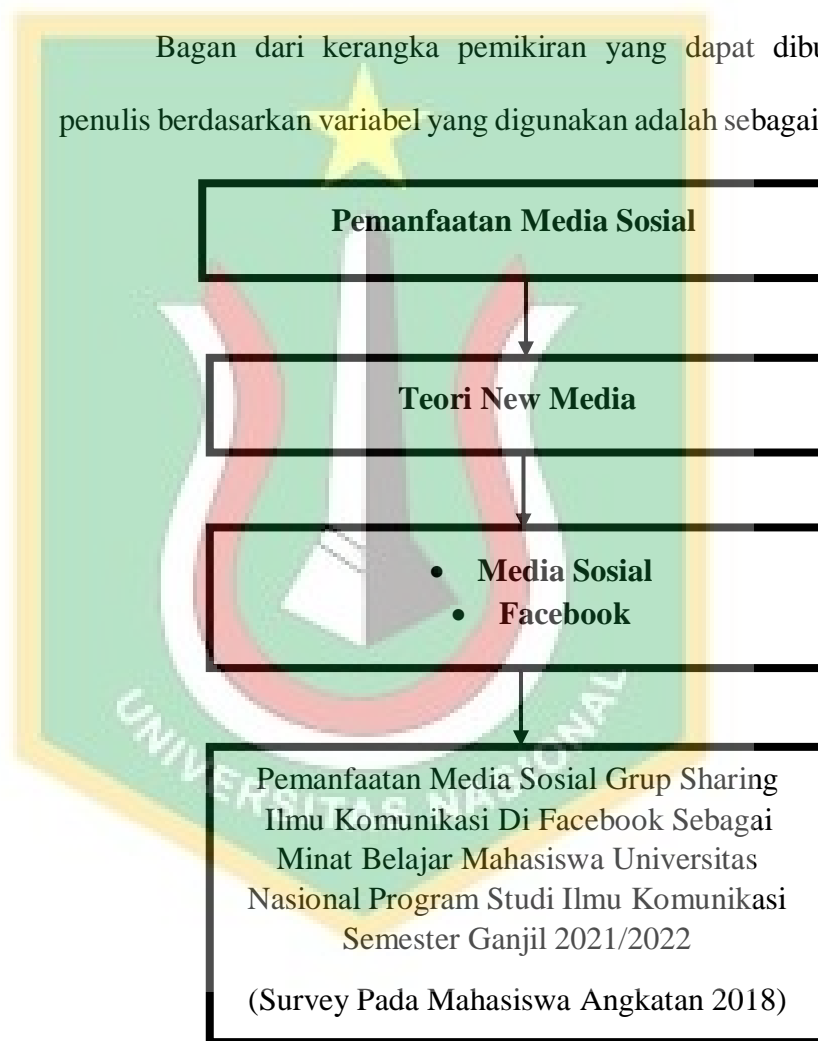 Bagan dari kerangka pemikiran yang dapat dibu
penulis berdasarkan variabel yang digunakan adalah sebagai
Pemanfaatan Media Sosial
Teori New Media
• Media Sosial
• Facebook
UNIVERSITAS NASIONAL
Pemanfaatan Media Sosial Grup Sharing
Ilmu Komunikasi Di Facebook Sebagai
Minat Belajar Mahasiswa Universitas
Nasional Program Studi Ilmu Komunikasi
Semester Ganjil 2021/2022
(Survey Pada Mahasiswa Angkatan 2018)